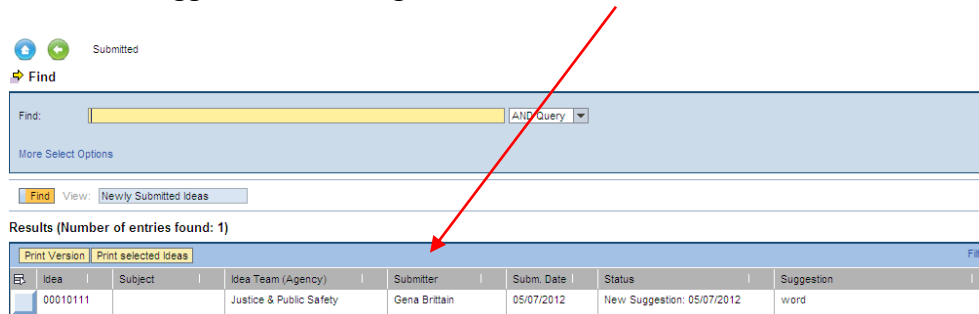 Submitted
Find
Find: AND Query
More Select Options
Find View: Newly Submitted Ideas
Results (Number of entries found: 1)
Print Version Print selected Ideas
Idea Subject Idea Team (Agency) Submitter Subm. Date Status Suggestion
00010111 Justice & Public Safety Gena Brittain 05/07/2012 New Suggestion: 05/07/2012 word